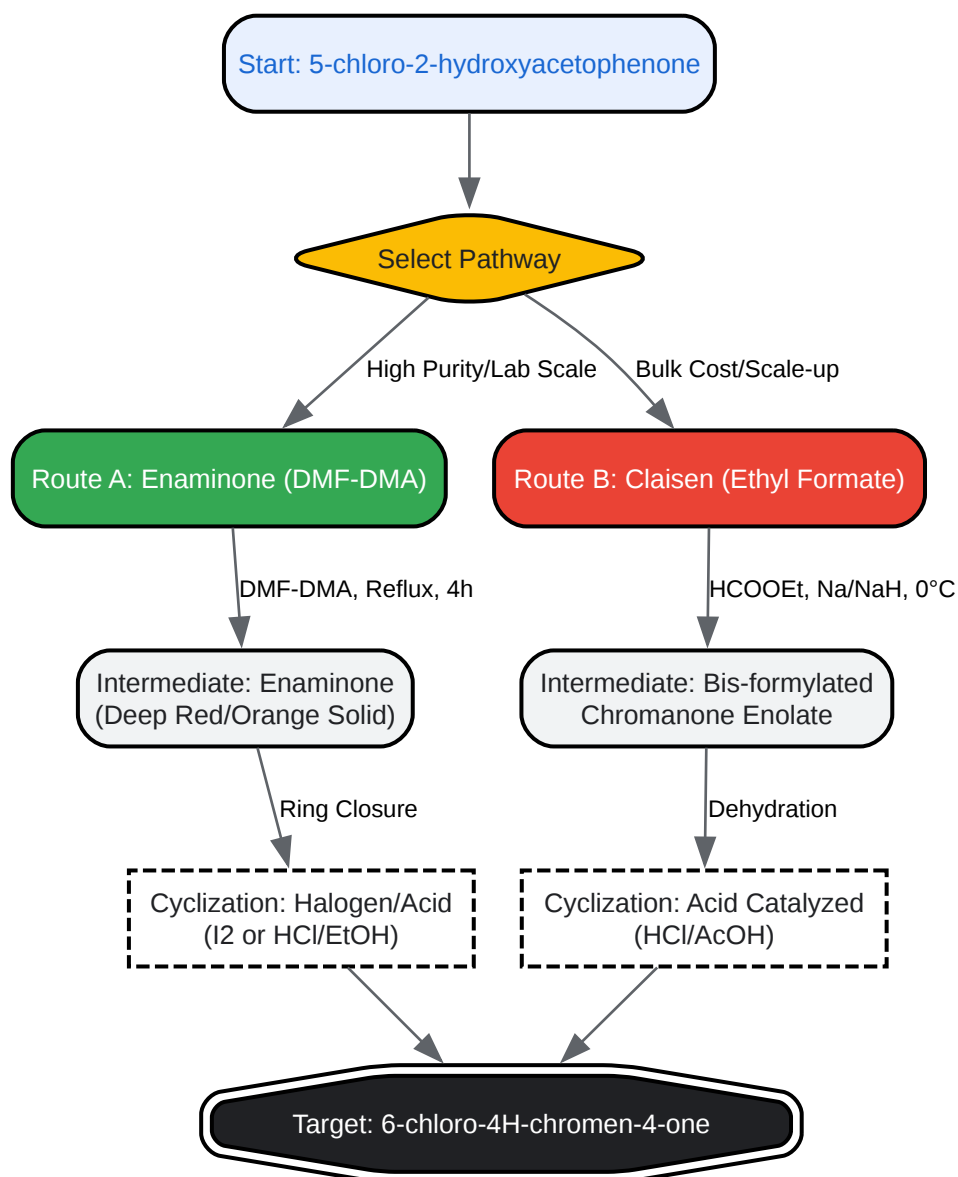 Start: 5-chloro-2-hydroxyacetophenone
Select Pathway
High Purity/Lab Scale
Bulk Cost/Scale-up
Route A: Enaminone (DMF-DMA)
Route B: Claisen (Ethyl Formate)
DMF-DMA, Reflux, 4h
HCOOEt, Na/NaH, 0°C
Intermediate: Enaminone
(Deep Red/Orange Solid)
Intermediate: Bis-formylated
Chromanone Enolate
Ring Closure
Dehydration
Cyclization: Halogen/Acid
(I2 or HCl/EtOH)
Cyclization: Acid Catalyzed
(HCl/AcOH)
Target: 6-chloro-4H-chromen-4-one